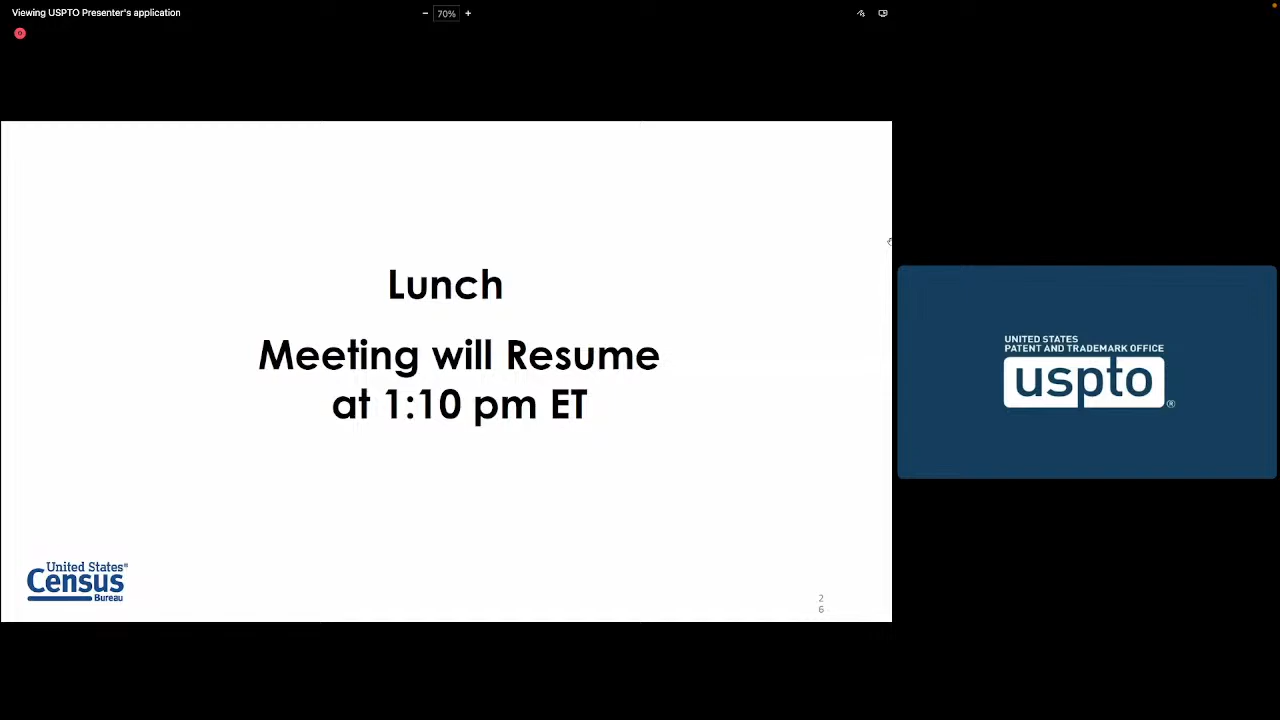 Viewing USPTO Presenter's application
− 70% +
Lunch
Meeting will Resume
at 1:10 pm ET
United States®
Census
Bureau
2
6
UNITED STATES
PATENT AND TRADEMARK OFFICE
uspto
®